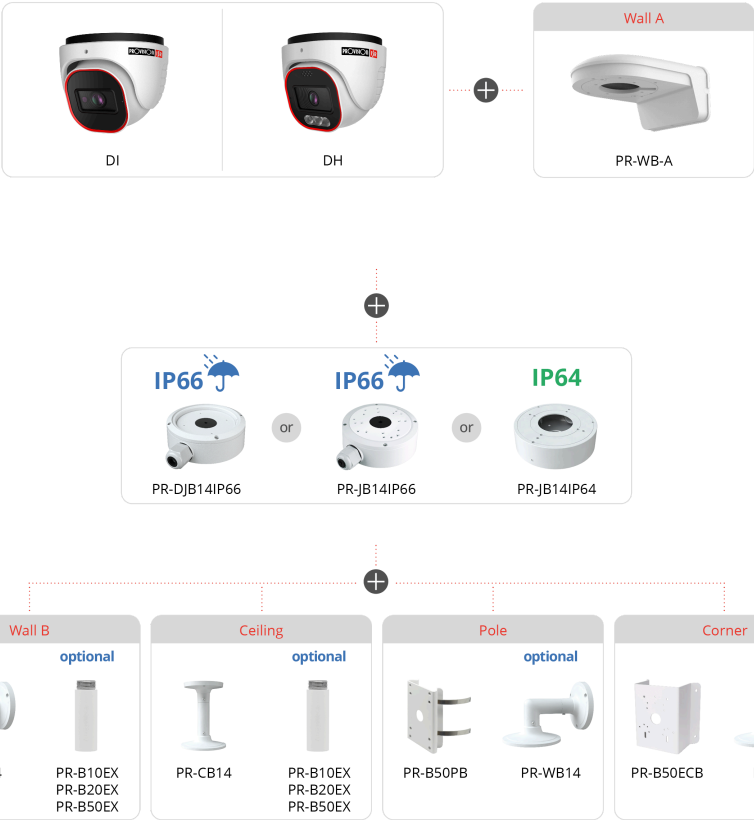 Wall A
PROVISION ISR
PROVISION ISR
DI
DH
PR-WB-A
IP66
IP66
IP64
or
or
PR-DJB14IP66
PR-JB14IP66
PR-JB14IP64
Wall B
Ceiling
Pole
Corner
optional
optional
optional
PR-B10EX
PR-B20EX
PR-B50EX
PR-CB14
PR-B10EX
PR-B20EX
PR-B50EX
PR-B50PB
PR-WB14
PR-B50ECB